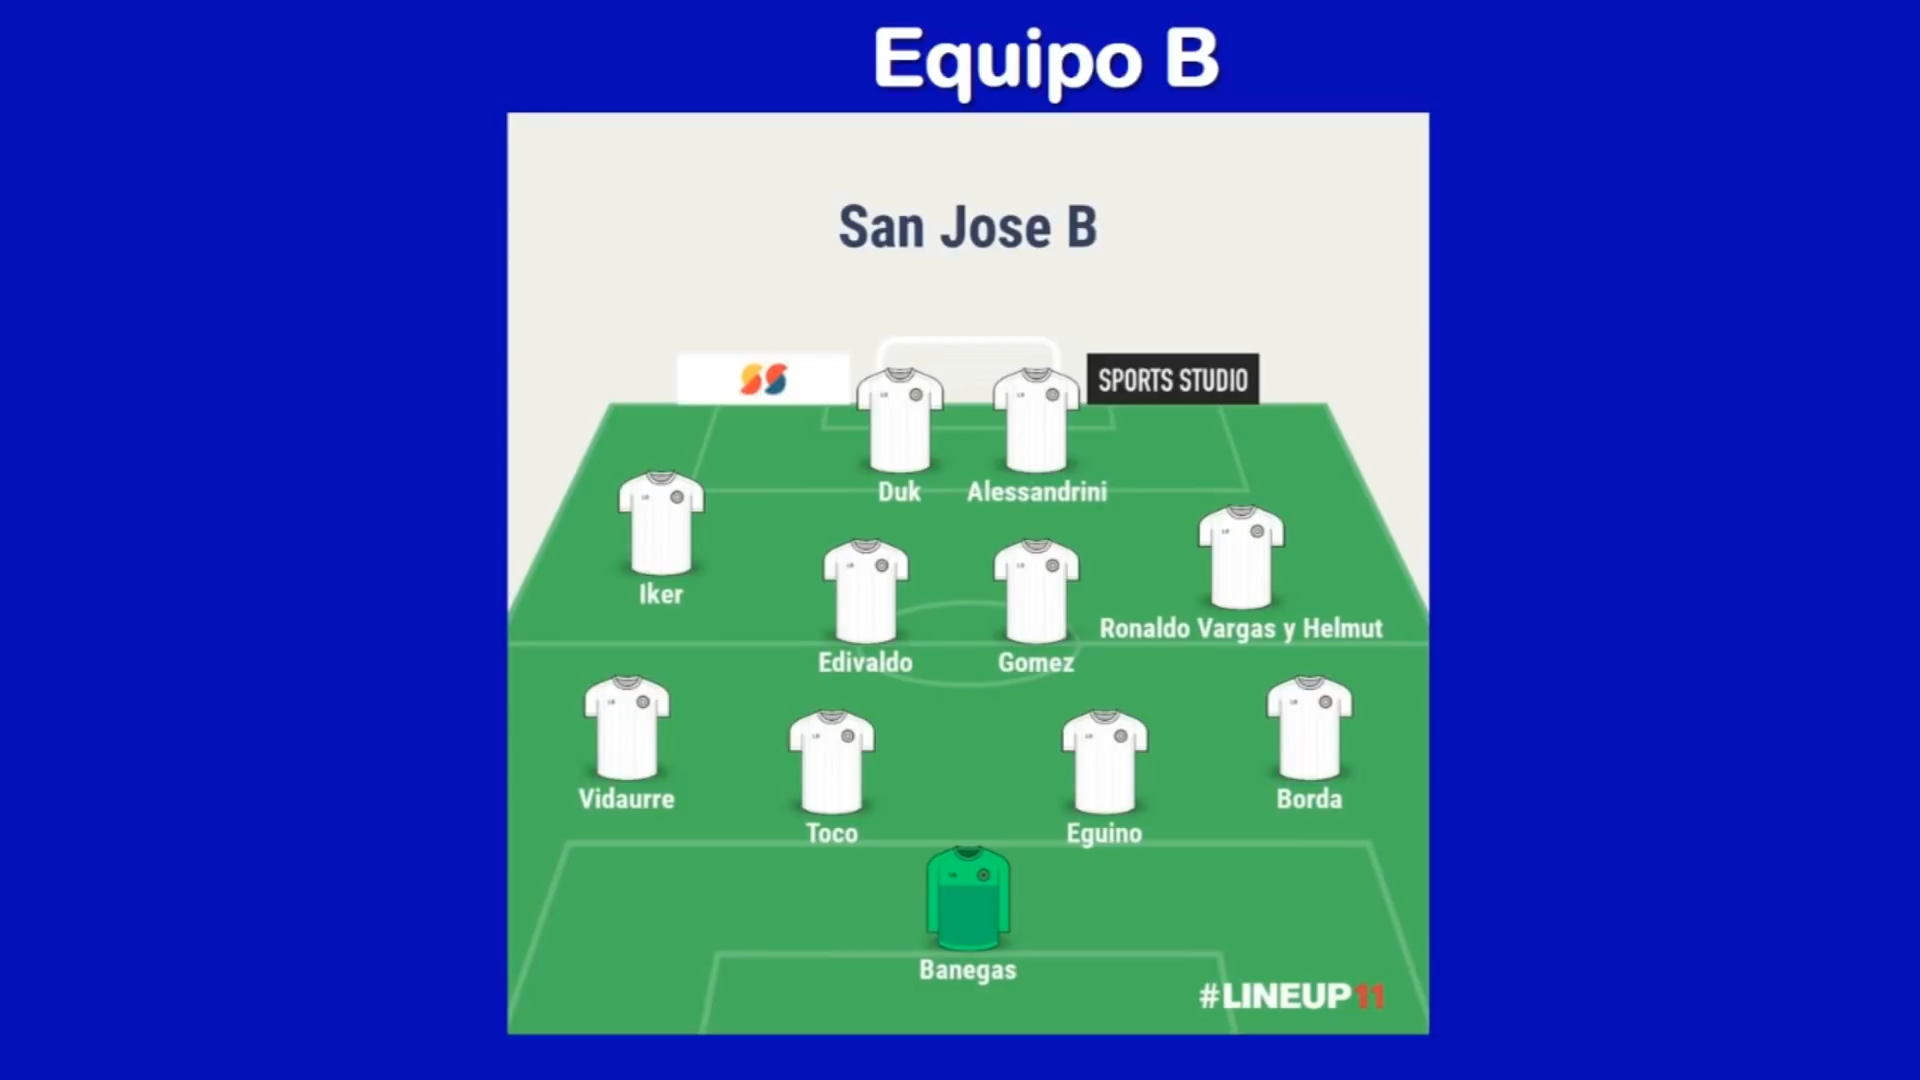 Equipo B
San Jose B
SPORTS STUDIO
Duk
Alessandrini
Iker
Ronaldo Vargas y Helmut
Edivaldo
Gomez
Vidaurre
Borda
Toco
Eguino
Banegas
#LINEUP11